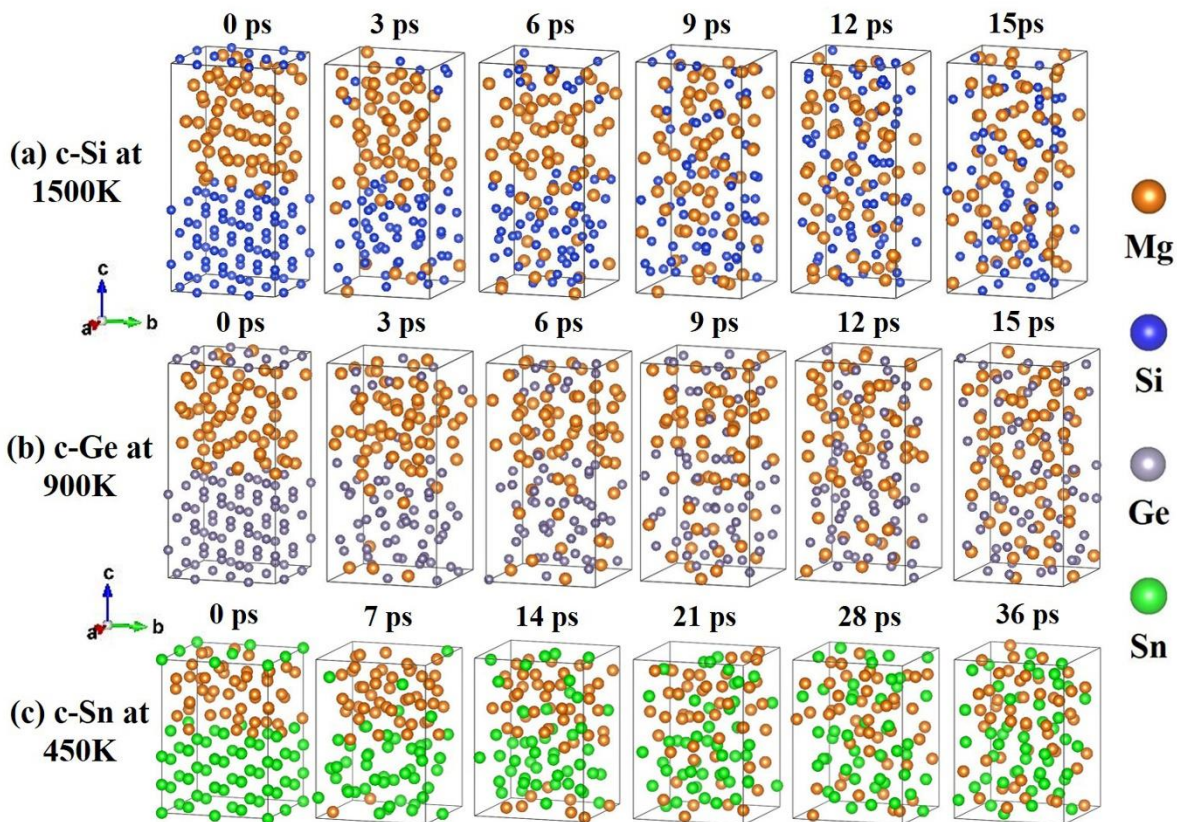 0 ps 3 ps 6 ps 9 ps 12 ps 15ps
(a) c-Si at
1500K
Mg
c
a b
Si
0 ps 3 ps 6 ps 9 ps 12 ps 15 ps
(b) c-Ge at
900K
Ge
c
a b
0 ps 7 ps 14 ps 21 ps 28 ps 36 ps
Sn
(c) c-Sn at
450K